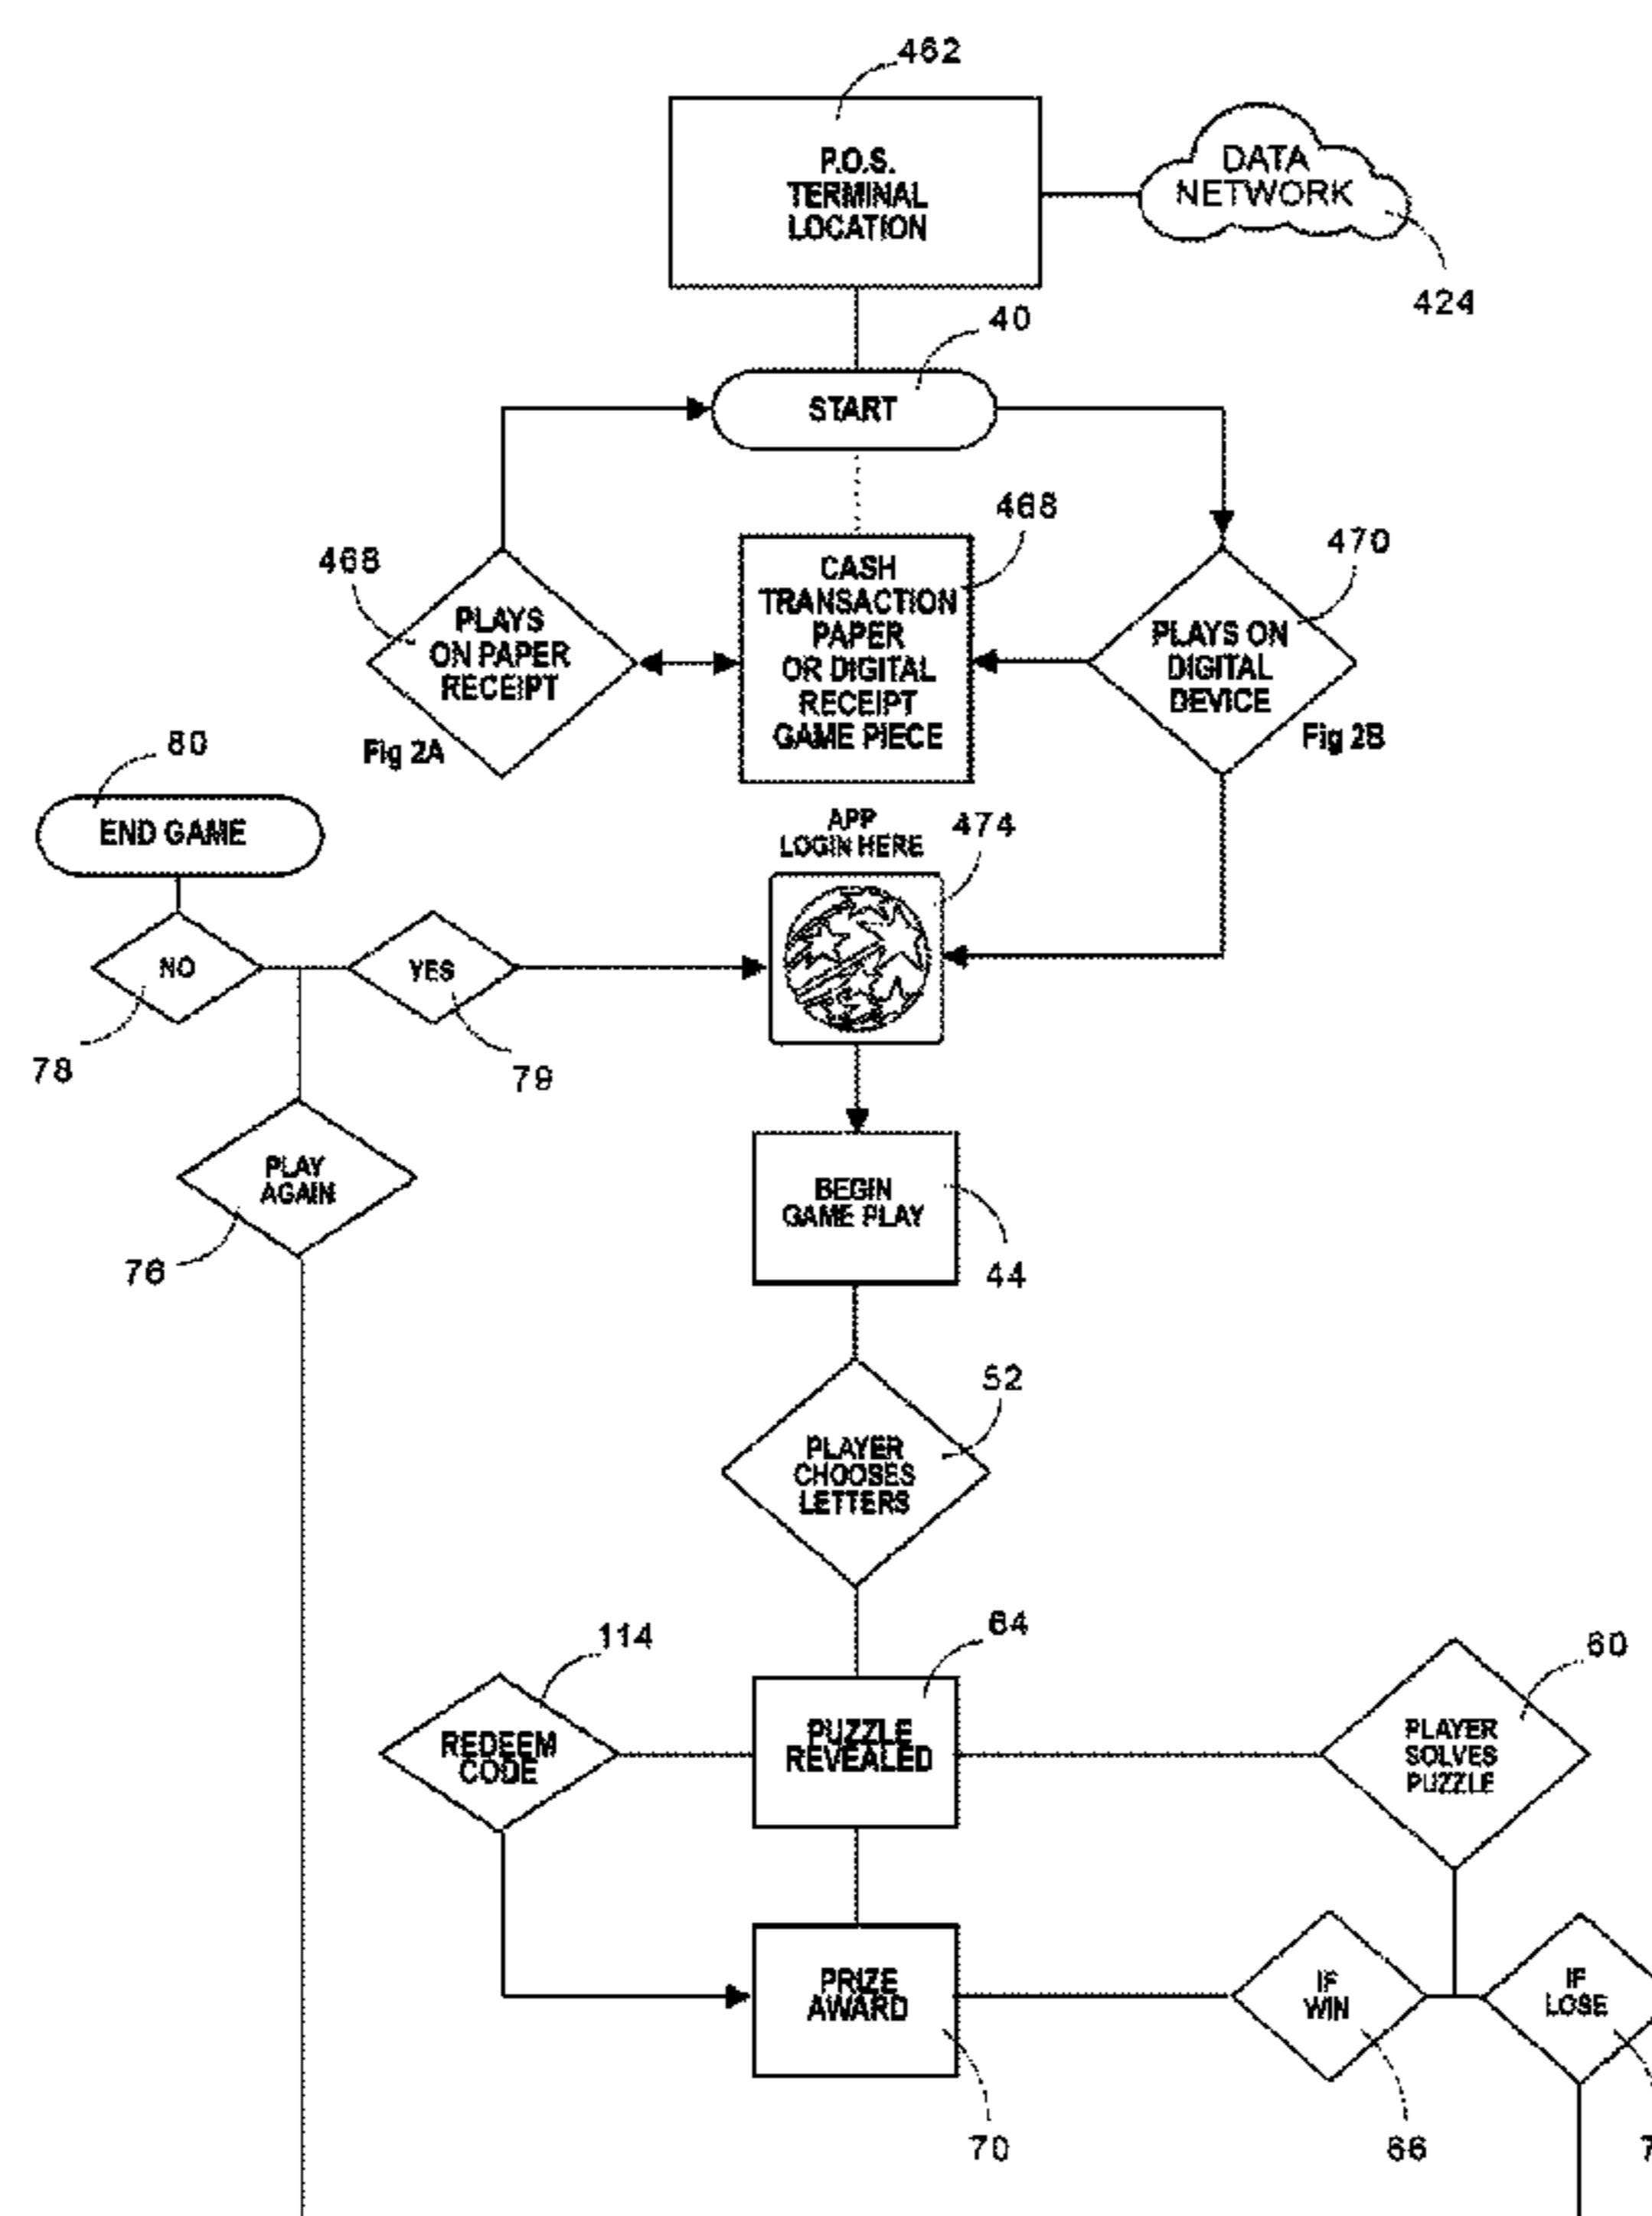 462
P.O.S.
TERMINAL
LOCATION
DATA
NETWORK
424
40
START
468
468
470
CASH
TRANSACTION
PAPER
OR DIGITAL
RECEIPT
GAME PIECE
PLAYS
ON PAPER
RECEIPT
PLAYS ON
DIGITAL
DEVICE
Fig 2A
Fig 2B
80
END GAME
APP
LOGIN HERE
474
NO
YES
78
79
PLAY
AGAIN
76
BEGIN
GAME PLAY
44
52
PLAYER
CHOOSES
LETTERS
114
64
60
REDEEM
CODE
PUZZLE
REVEALED
PLAYER
SOLVES
PUZZLE
PRIZE
AWARD
IF
WIN
IF
LOSE
70
66